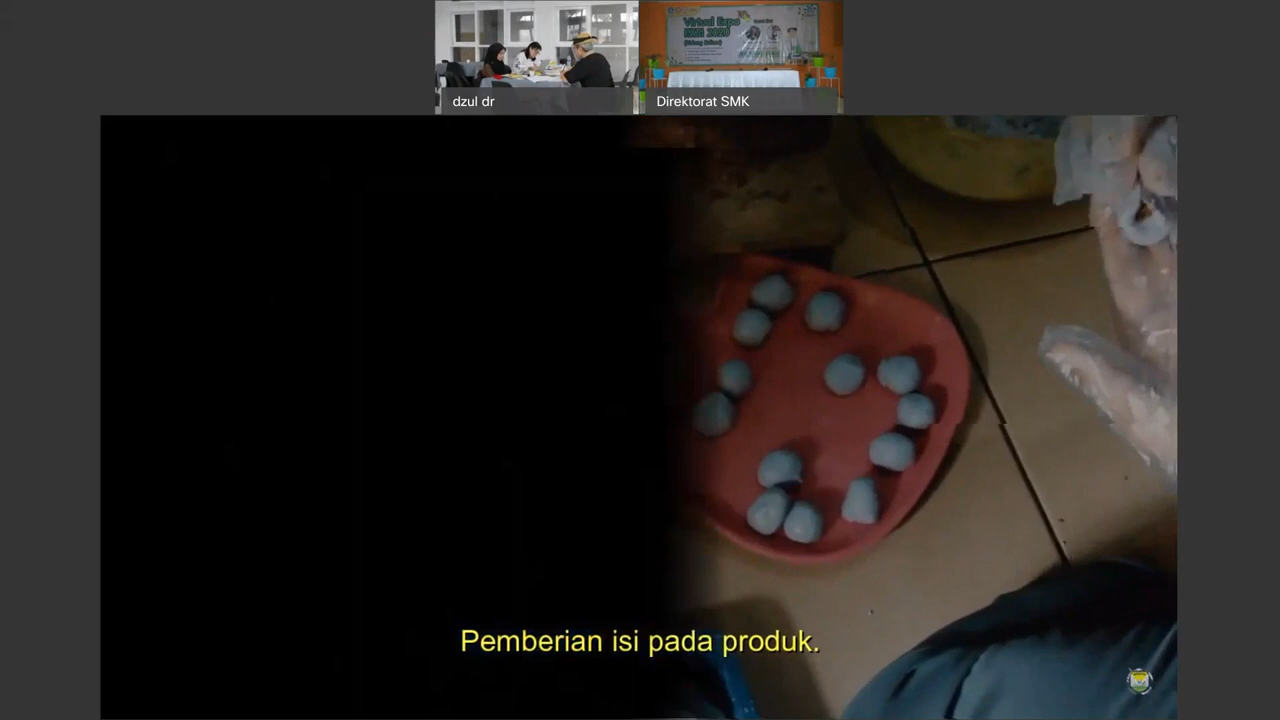 Virtual Expo
dzul dr
Direktorat SMK
Pemberian isi pada produk.